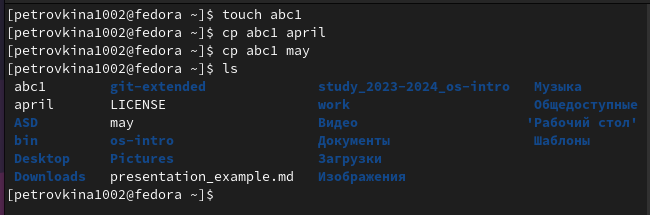 [petrovkina1002@fedora ~]$ touch abc1
[petrovkina1002@fedora ~]$ cp abc1 april
[petrovkina1002@fedora ~]$ cp abc1 may
[petrovkina1002@fedora ~]$ ls
abc1 git-extended study_2023-2024_os-intro Музыка
april LICENSE work Общедоступные
ASD may Видео 'Рабочий стол'
bin os-intro Документы Шаблоны
Desktop Pictures Загрузки
Downloads presentation_example.md Изображения
[petrovkina1002@fedora ~]$